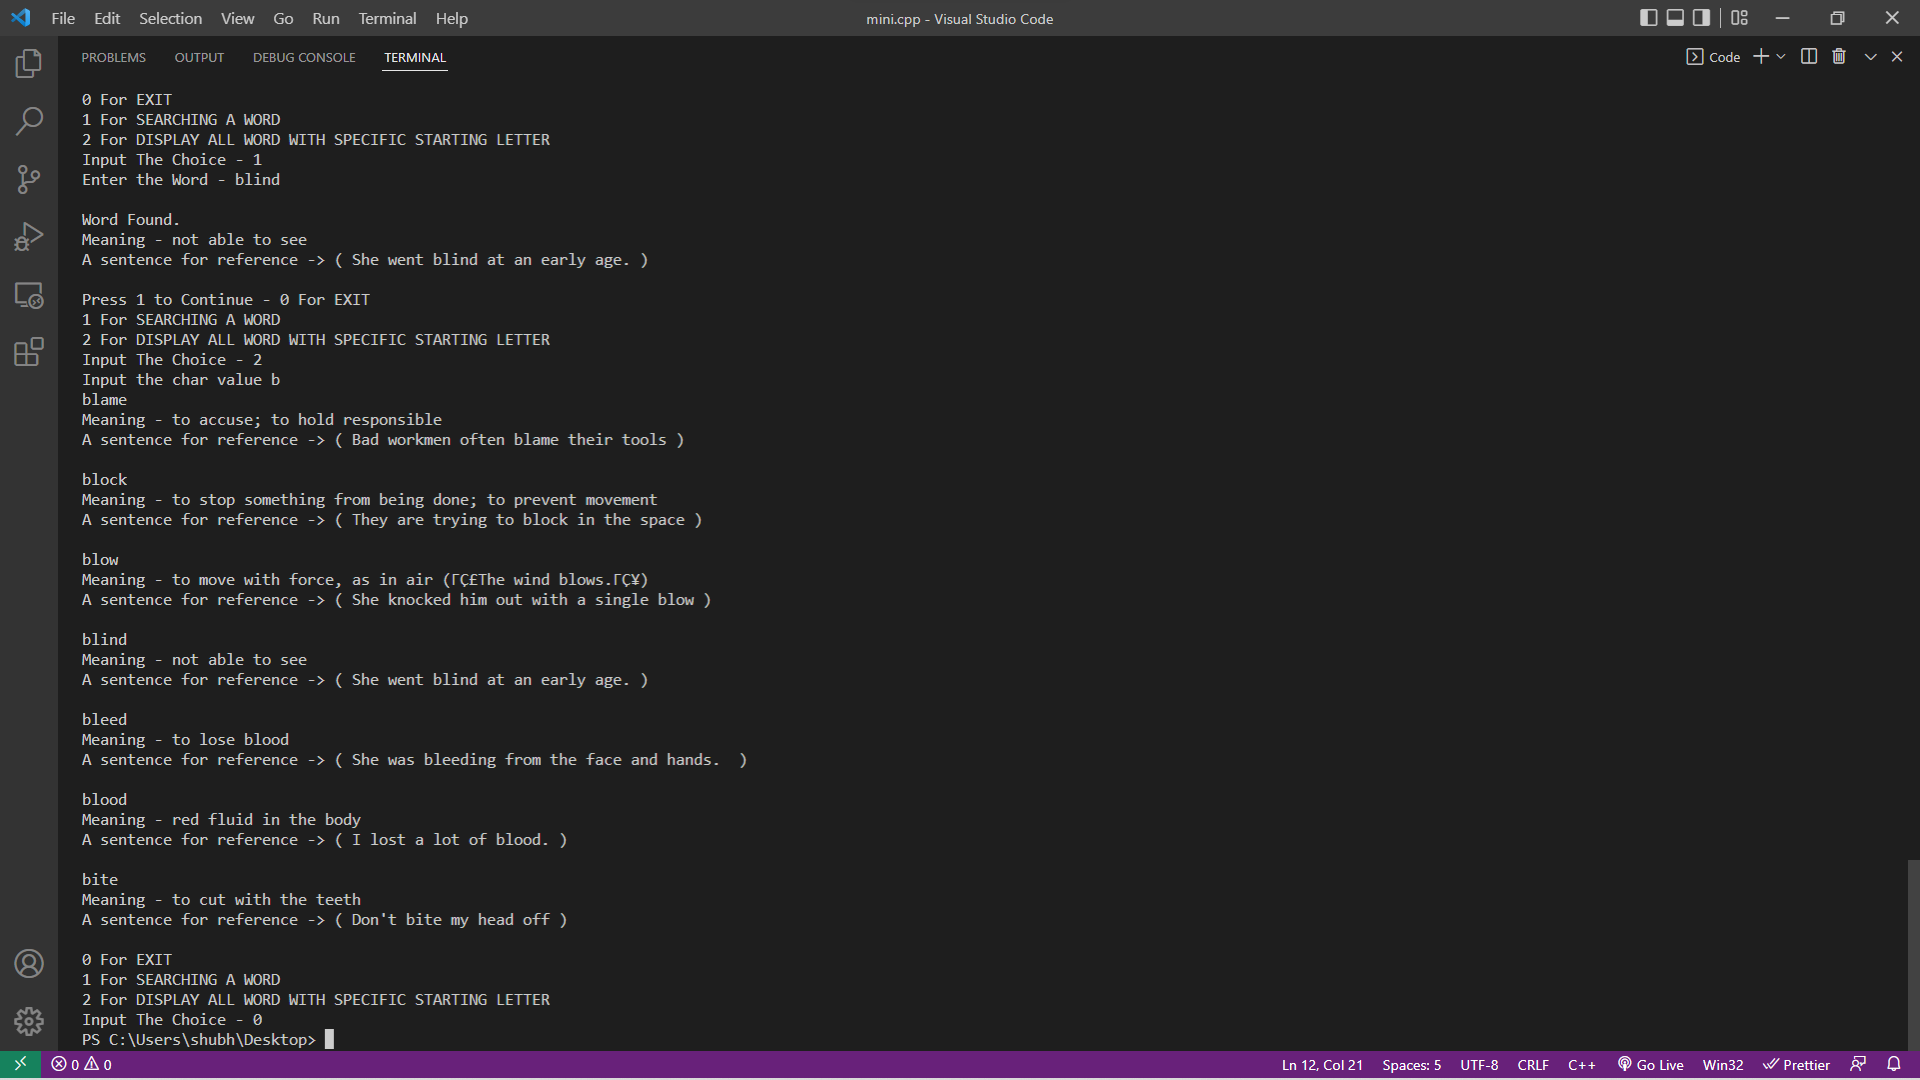 File Edit Selection View Go Run Terminal Help
mini.cpp - Visual Studio Code
PROBLEMS OUTPUT DEBUG CONSOLE TERMINAL
Code
0 For EXIT
1 For SEARCHING A WORD
2 For DISPLAY ALL WORD WITH SPECIFIC STARTING LETTER
Input The Choice - 1
Enter the Word - blind
Word Found.
Meaning - not able to see
A sentence for reference -> ( She went blind at an early age. )
Press 1 to Continue - 0 For EXIT
1 For SEARCHING A WORD
2 For DISPLAY ALL WORD WITH SPECIFIC STARTING LETTER
Input The Choice - 2
Input the char value b
blame
Meaning - to accuse; to hold responsible
A sentence for reference -> ( Bad workmen often blame their tools )
block
Meaning - to stop something from being done; to prevent movement
A sentence for reference -> ( They are trying to block in the space )
blow
Meaning - to move with force, as in air (ΓÇ£The wind blows.ΓÇ¥)
A sentence for reference -> ( She knocked him out with a single blow )
blind
Meaning - not able to see
A sentence for reference -> ( She went blind at an early age. )
bleed
Meaning - to lose blood
A sentence for reference -> ( She was bleeding from the face and hands.  )
blood
Meaning - red fluid in the body
A sentence for reference -> ( I lost a lot of blood. )
bite
Meaning - to cut with the teeth
A sentence for reference -> ( Don't bite my head off )
0 For EXIT
1 For SEARCHING A WORD
2 For DISPLAY ALL WORD WITH SPECIFIC STARTING LETTER
Input The Choice - 0
PS C:\Users\shubh\Desktop>
0 0 Ln 12, Col 21 Spaces: 5 UTF-8 CRLF C++ Go Live Win32 Prettier